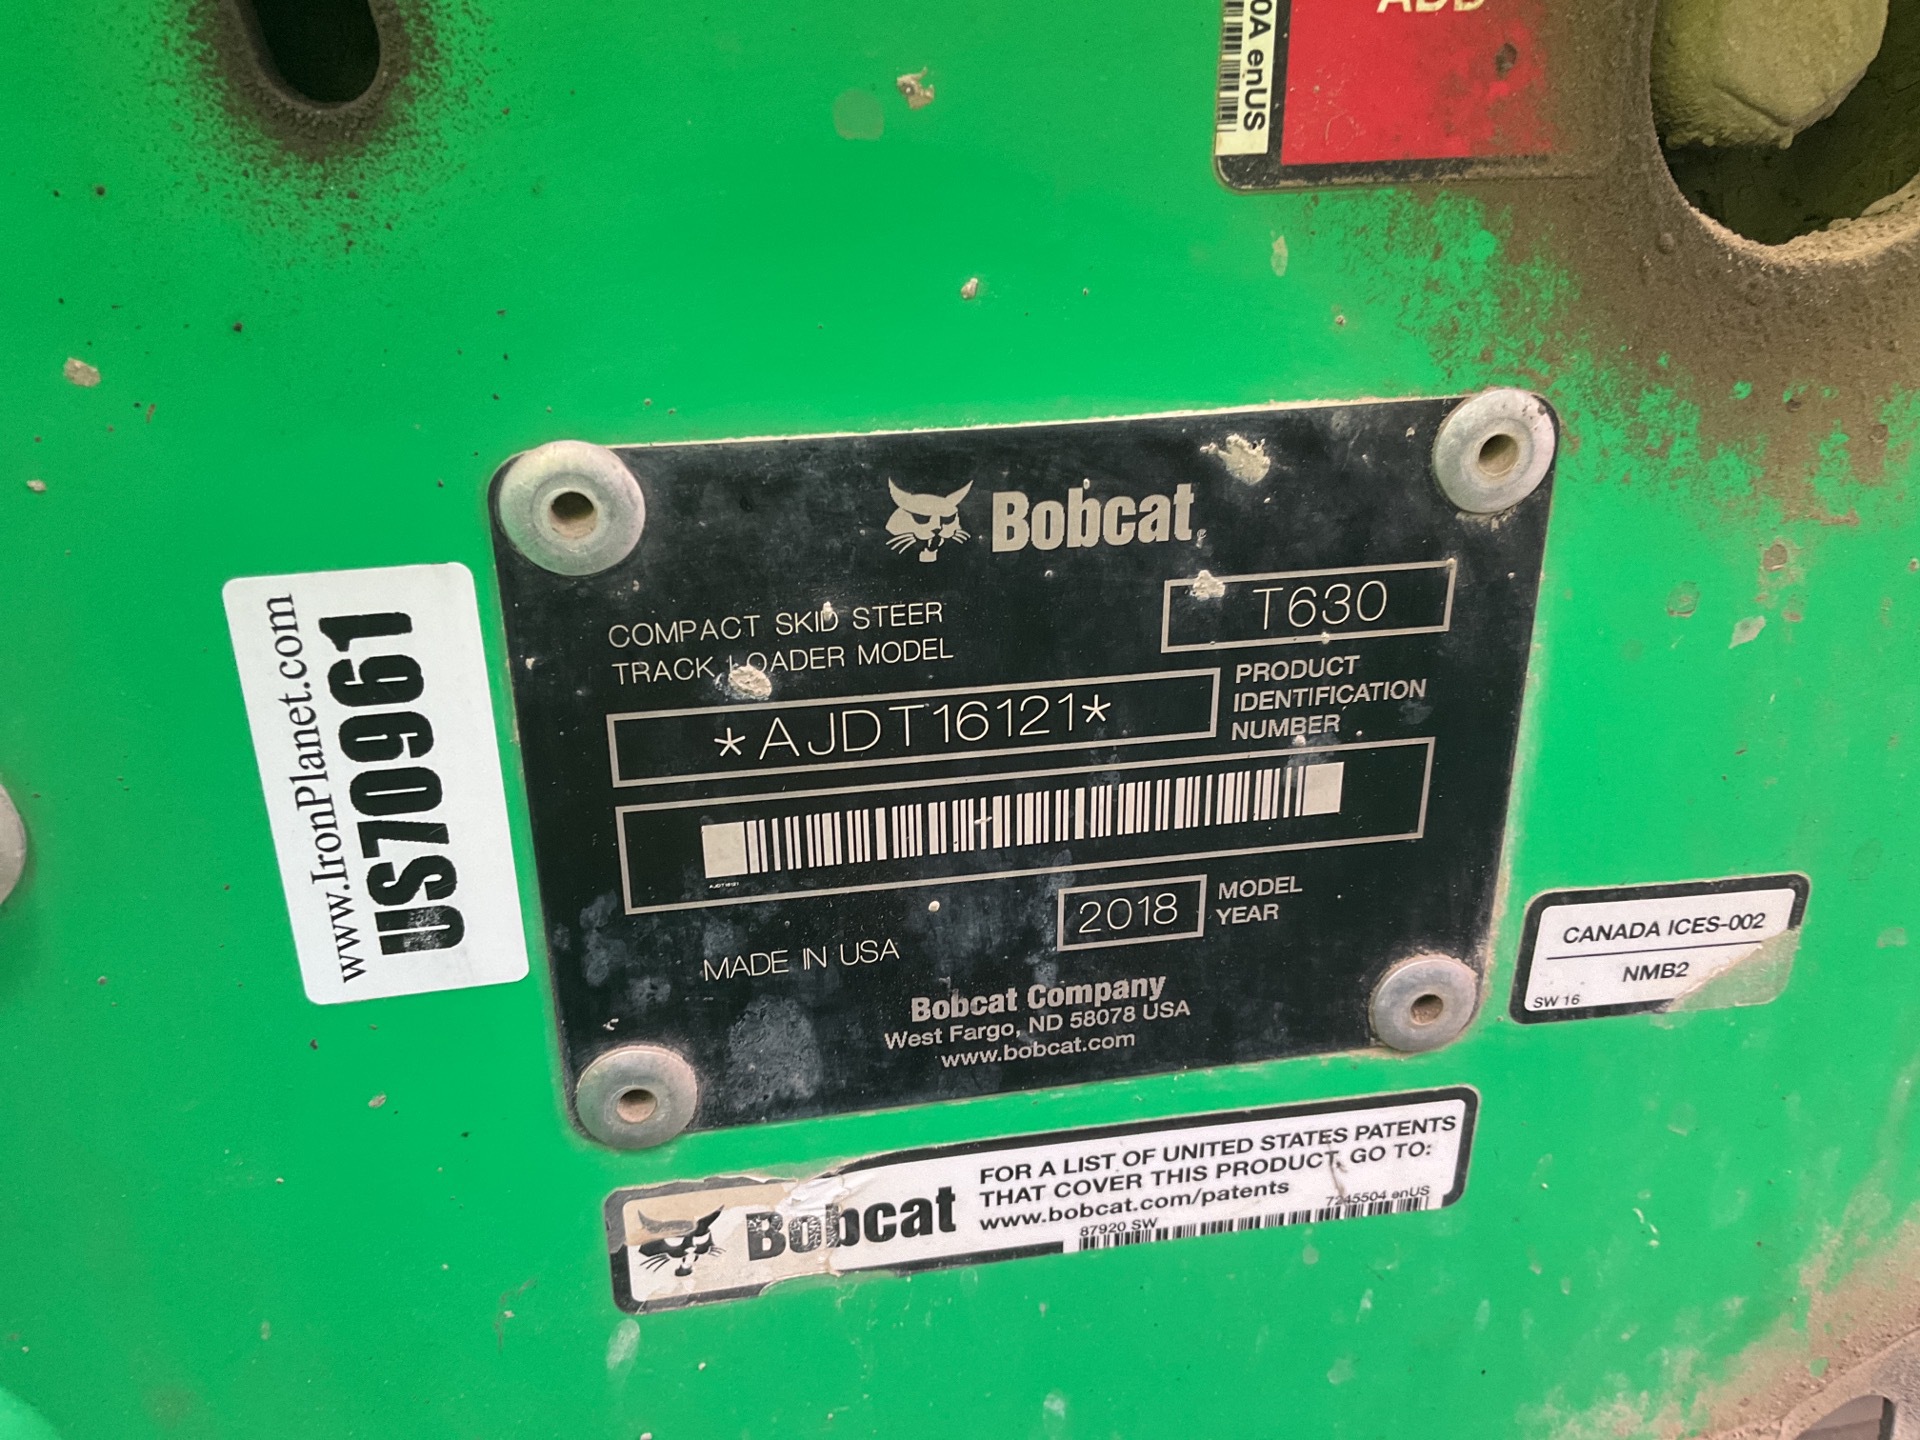 ADD
0A enUS
Bobcat
COMPACT SKID STEER
TRACK LOADER MODEL
T630
*AJDT16121*
PRODUCT
IDENTIFICATION
NUMBER
AJDT16121
2018
MODEL
YEAR
MADE IN USA
Bobcat Company
West Fargo, ND 58078 USA
www.bobcat.com
www.IronPlanet.com
US70961
CANADA ICES-002
NMB2
SW 16
Bobcat
FOR A LIST OF UNITED STATES PATENTS
THAT COVER THIS PRODUCT, GO TO:
www.bobcat.com/patents
87920 SW
7245504 enUS